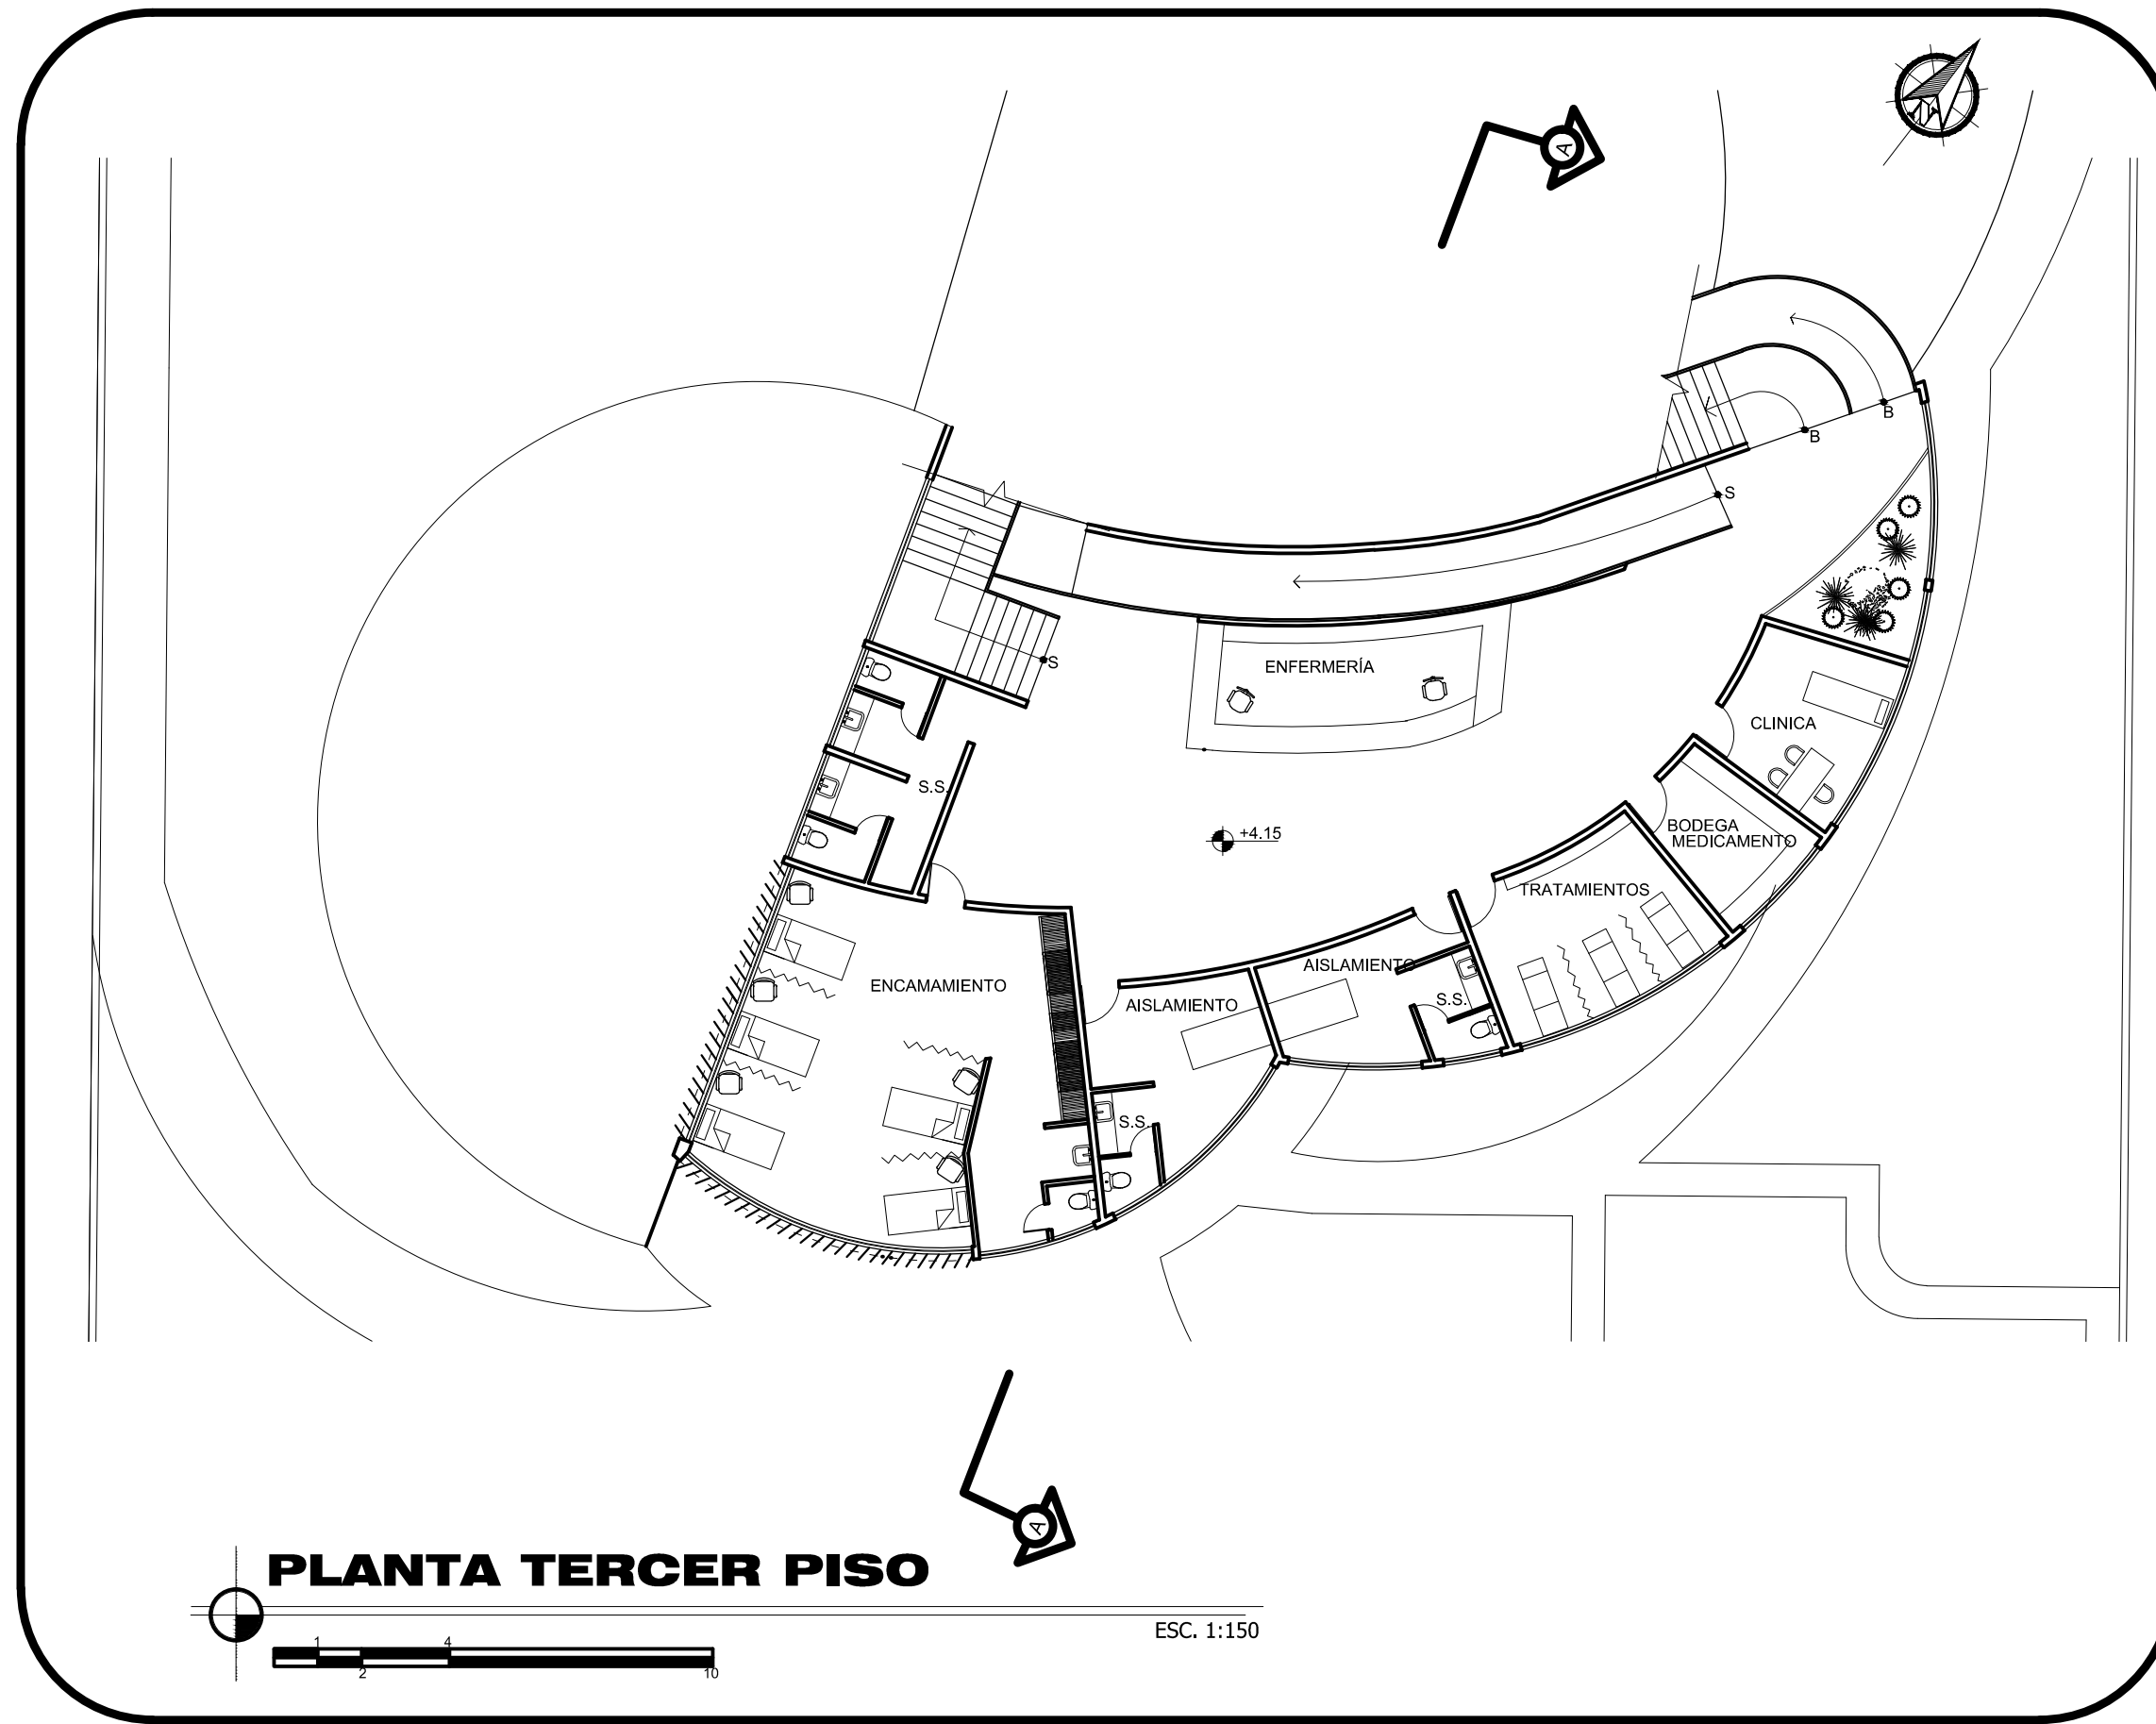 N
A
B
B
S
S
ENFERMERÍA
CLINICA
S.S.
+4.15
BODEGA
MEDICAMENTO
TRATAMIENTOS
AISLAMIENTO
ENCAMAMIENTO
S.S.
AISLAMIENTO
S.S.
A
PLANTA TERCER PISO
ESC. 1:150
1
4
2
10